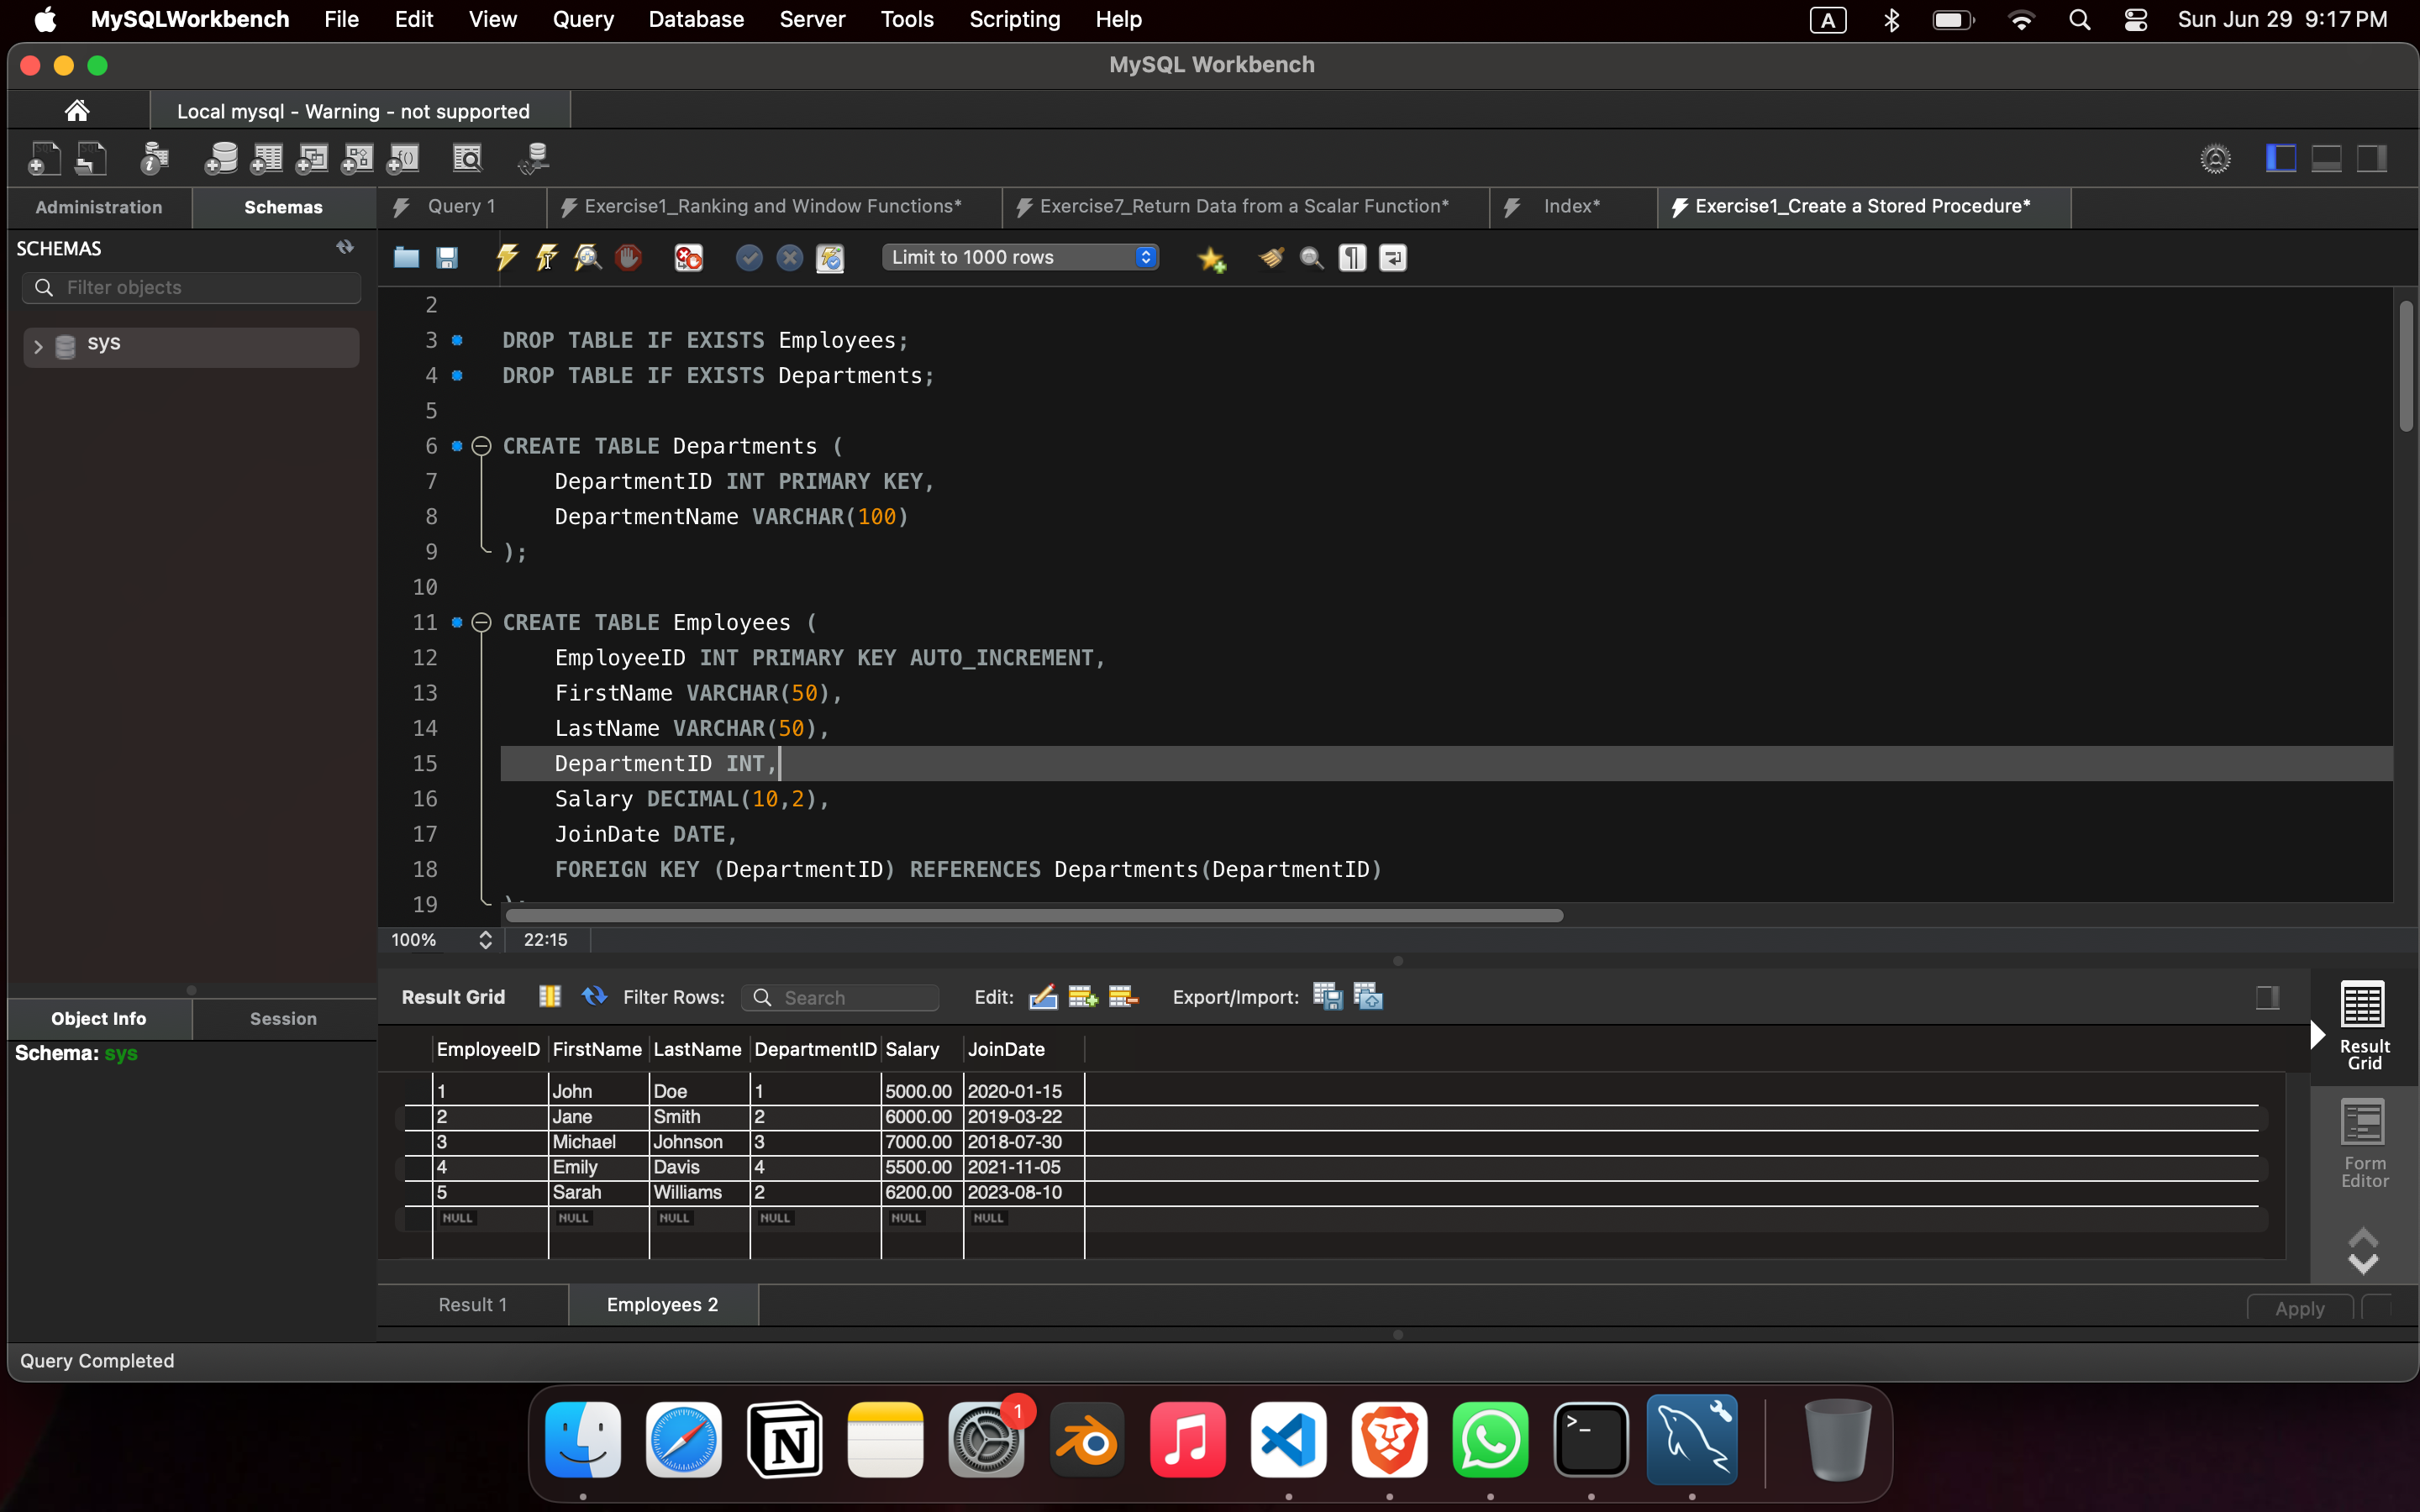 MySQLWorkbench File Edit View Query Database Server Tools Scripting Help A Sun Jun 29 9:17 PM
MySQL Workbench
Local mysql - Warning - not supported
Administration Schemas Query 1 Exercise1_Ranking and Window Functions* Exercise7_Return Data from a Scalar Function* Index* Exercise1_Create a Stored Procedure*
SCHEMAS
Limit to 1000 rows
Filter objects
sys
2
3 DROP TABLE IF EXISTS Employees;
4 DROP TABLE IF EXISTS Departments;
5
6 CREATE TABLE Departments (
7 DepartmentID INT PRIMARY KEY,
8 DepartmentName VARCHAR(100)
9 );
10
11 CREATE TABLE Employees (
12 EmployeeID INT PRIMARY KEY AUTO_INCREMENT,
13 FirstName VARCHAR(50),
14 LastName VARCHAR(50),
15 DepartmentID INT,
16 Salary DECIMAL(10,2),
17 JoinDate DATE,
18 FOREIGN KEY (DepartmentID) REFERENCES Departments(DepartmentID)
19 );
100% 22:15
Result Grid Filter Rows: Search Edit: Export/Import:
Object Info Session
Schema: sys
EmployeeID FirstName LastName DepartmentID Salary JoinDate
1 John Doe 1 5000.00 2020-01-15
2 Jane Smith 2 6000.00 2019-03-22
3 Michael Johnson 3 7000.00 2018-07-30
4 Emily Davis 4 5500.00 2021-11-05
5 Sarah Williams 2 6200.00 2023-08-10
NULL NULL NULL NULL NULL NULL
Result
Grid
Form
Editor
Result 1 Employees 2 Apply
Query Completed
1